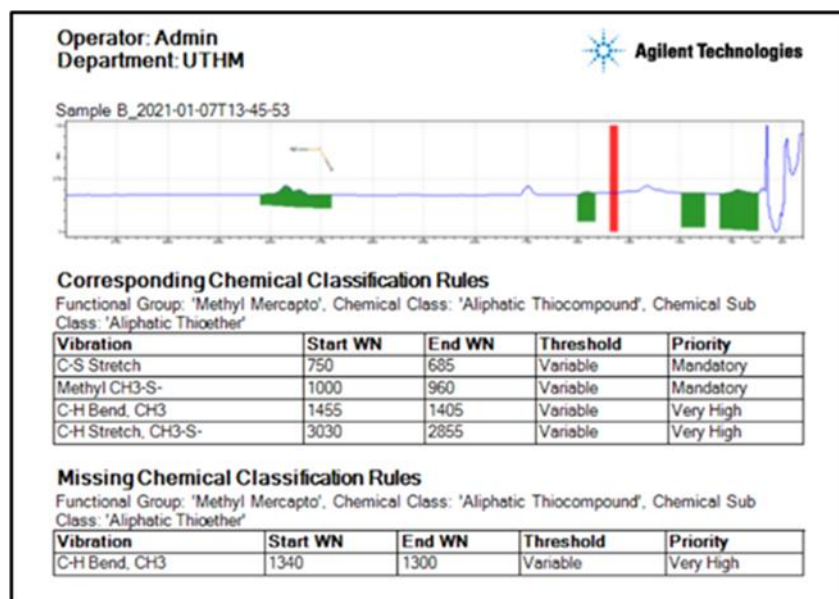 Operator: Admin
Department: UTHM
Agilent Technologies
Sample B_2021-01-07T13-45-53
Corresponding Chemical Classification Rules
Functional Group: 'Methyl Mercapto', Chemical Class: 'Aliphatic Thiocompound', Chemical Sub
Class: 'Aliphatic Thioether'
Vibration Start WN End WN Threshold Priority
C-S Stretch 750 685 Variable Mandatory
Methyl CH3-S- 1000 960 Variable Mandatory
C-H Bend, CH3 1455 1405 Variable Very High
C-H Stretch, CH3-S- 3030 2855 Variable Very High
Missing Chemical Classification Rules
Functional Group: 'Methyl Mercapto', Chemical Class: 'Aliphatic Thiocompound', Chemical Sub
Class: 'Aliphatic Thioether'
Vibration Start WN End WN Threshold Priority
C-H Bend, CH3 1340 1300 Variable Very High